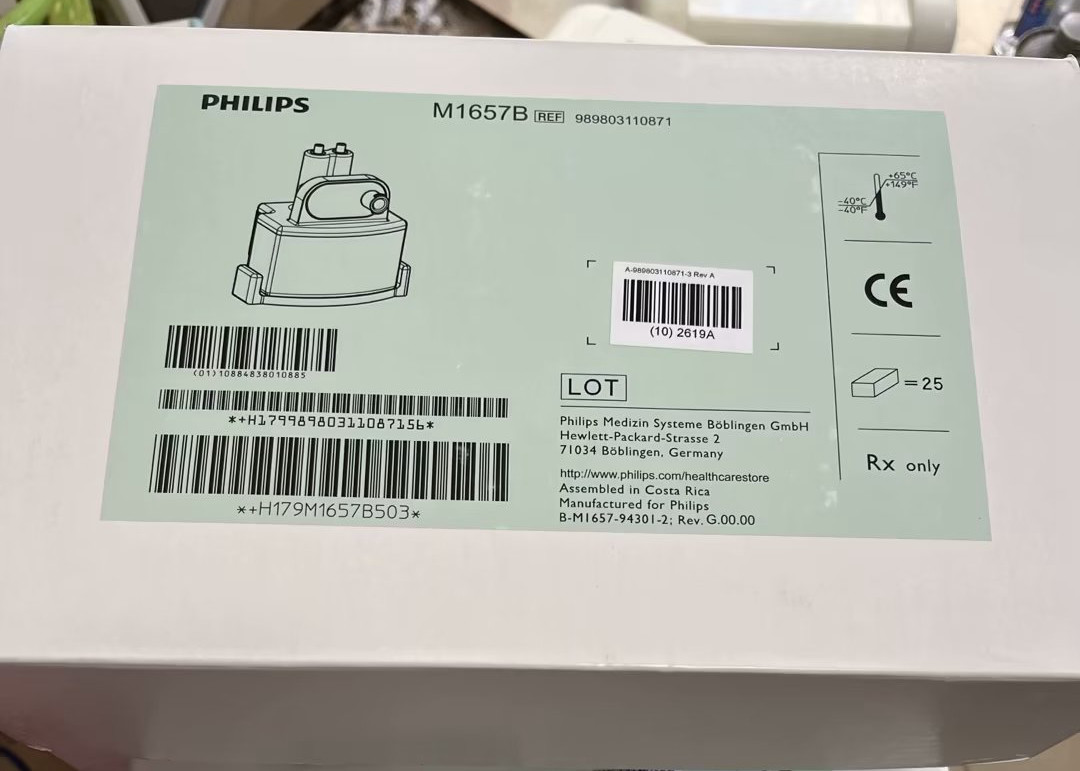 PHILIPS
M1657B REF 989803110871
+65°C
+149°F
-40°C
-40°F
A-989803110871-3 Rev A
(10) 2619A
CE
(01)10884838010885
LOT
= 25
*+H17998980311087156*
Philips Medizin Systeme Böblingen GmbH
Hewlett-Packard-Strasse 2
71034 Böblingen, Germany
Rx only
http://www.philips.com/healthcarestore
Assembled in Costa Rica
Manufactured for Philips
B-M1657-94301-2; Rev. G.00.00
*+H179M1657B503*